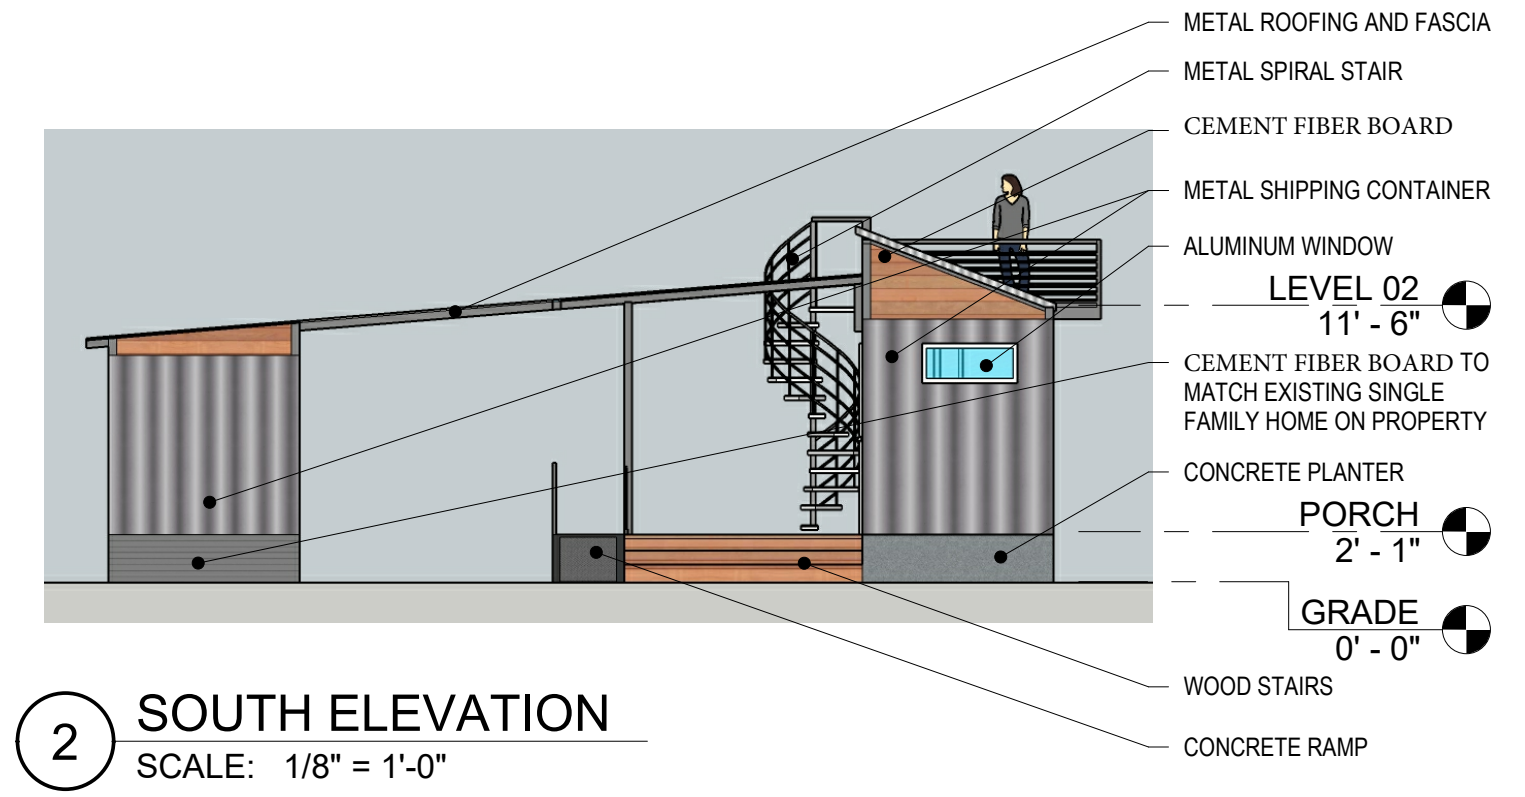 METAL ROOFING AND FASCIA
METAL SPIRAL STAIR
CEMENT FIBER BOARD
METAL SHIPPING CONTAINER
ALUMINUM WINDOW
LEVEL 02
11' - 6"
CEMENT FIBER BOARD TO
MATCH EXISTING SINGLE
FAMILY HOME ON PROPERTY
CONCRETE PLANTER
PORCH
2' - 1"
GRADE
0' - 0"
WOOD STAIRS
CONCRETE RAMP
2
SOUTH ELEVATION
SCALE: 1/8" = 1'-0"